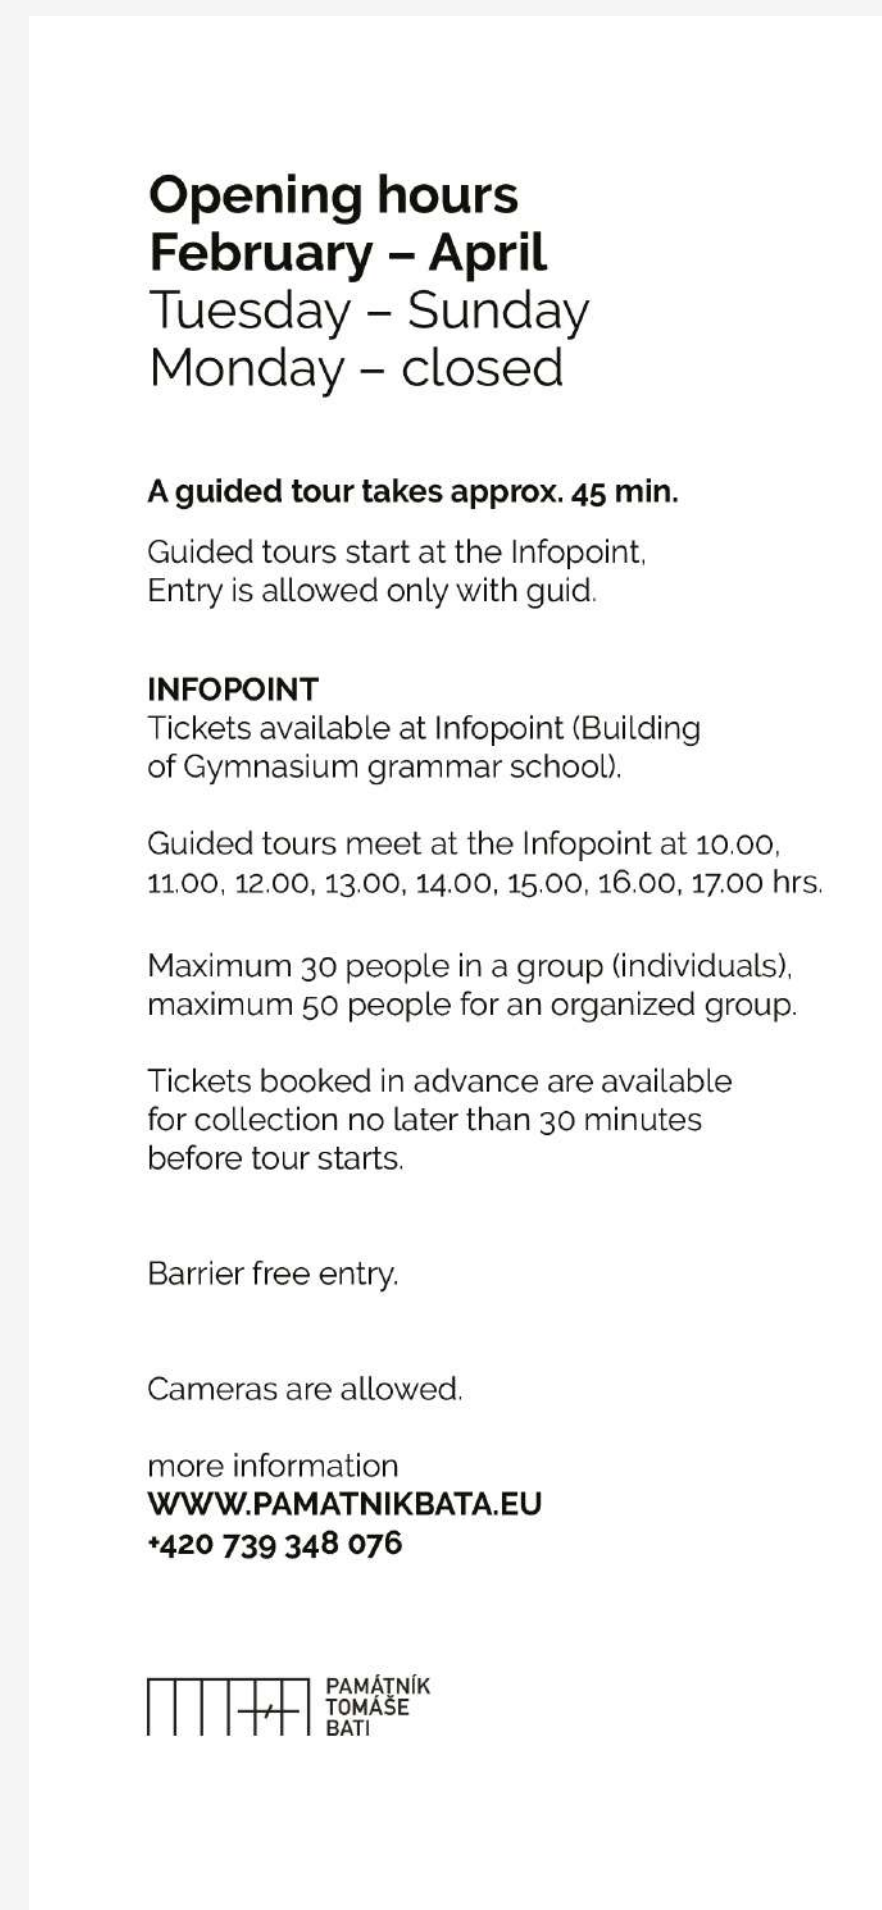 Opening hours
February – April
Tuesday – Sunday
Monday – closed
A guided tour takes approx. 45 min.
Guided tours start at the Infopoint,
Entry is allowed only with guid.
INFOPOINT
Tickets available at Infopoint (Building
of Gymnasium grammar school).
Guided tours meet at the Infopoint at 10.00,
11.00, 12.00, 13.00, 14.00, 15.00, 16.00, 17.00 hrs.
Maximum 30 people in a group (individuals),
maximum 50 people for an organized group.
Tickets booked in advance are available
for collection no later than 30 minutes
before tour starts.
Barrier free entry.
Cameras are allowed.
more information
WWW.PAMATNIKBATA.EU
+420 739 348 076
PAMÁTNÍK
TOMÁŠE
BATI